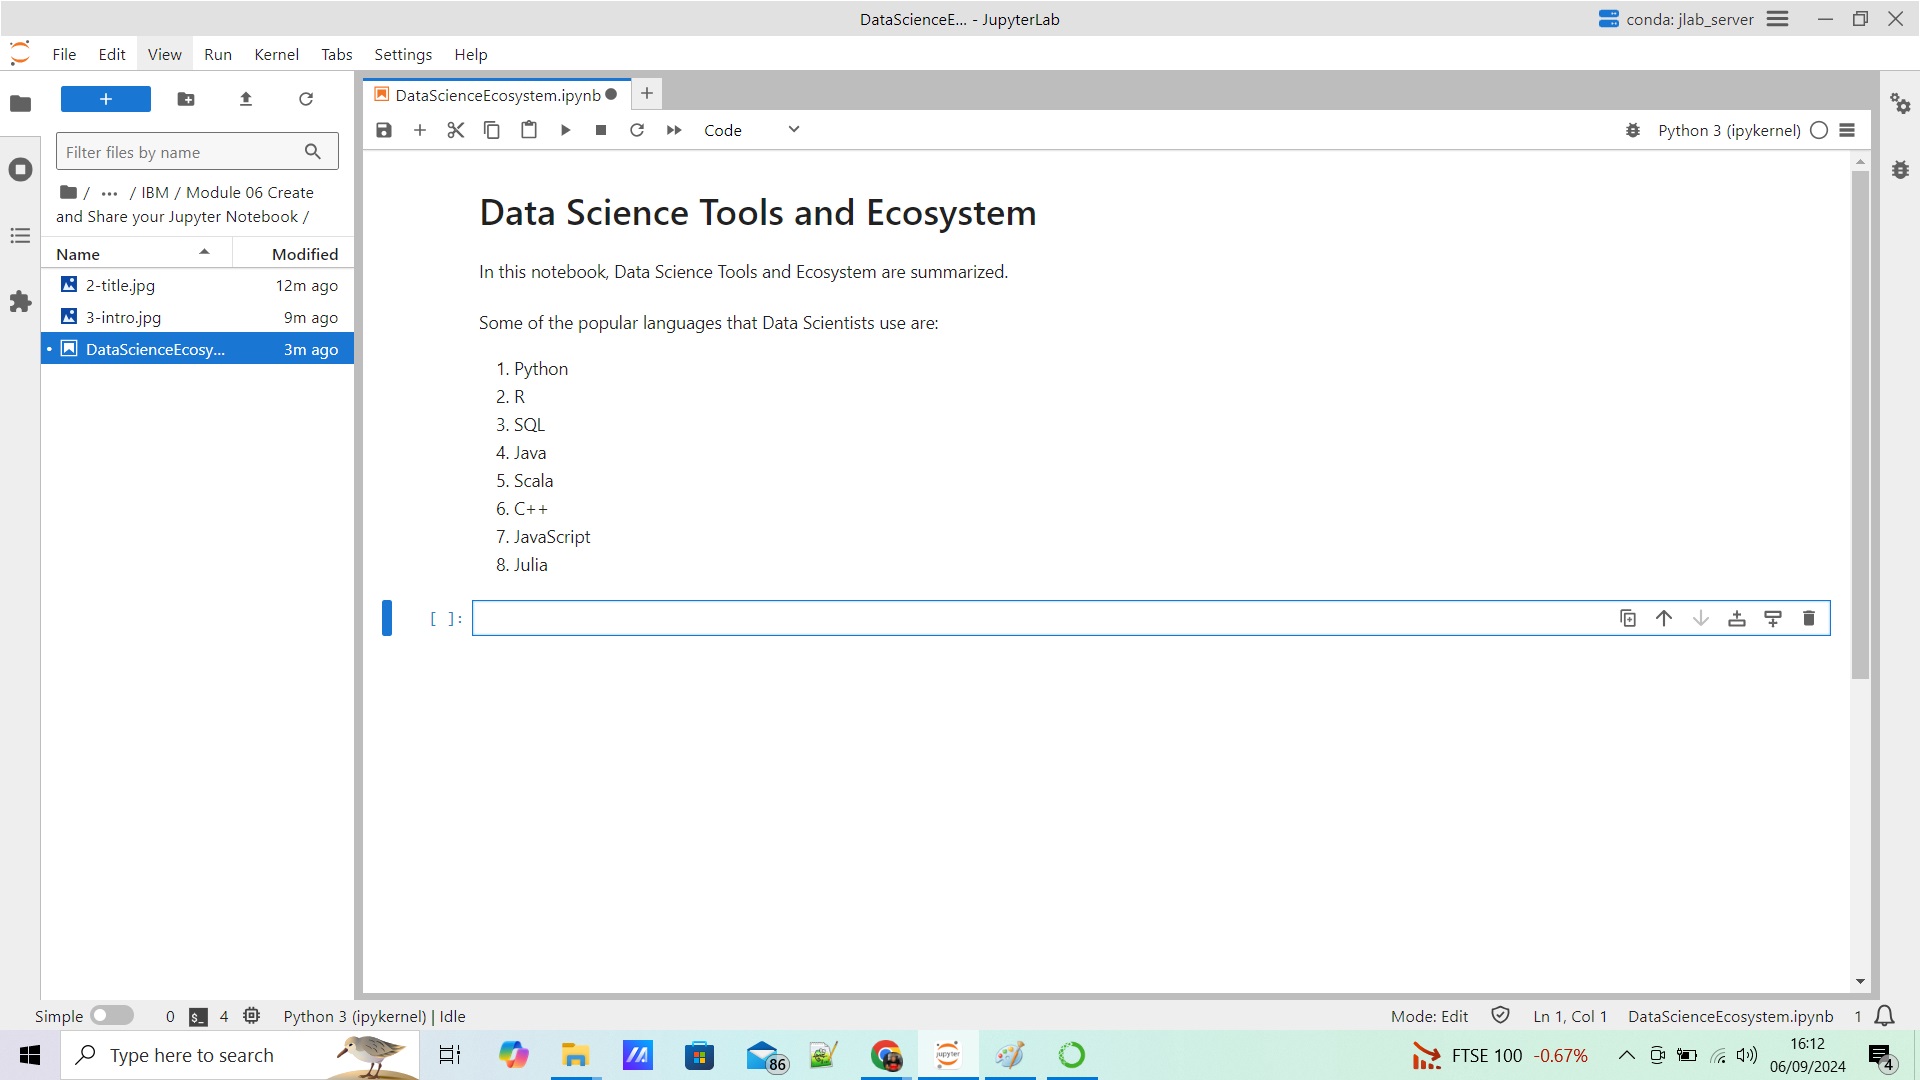 DataScienceE... - JupyterLab
conda: jlab_server
File Edit View Run Kernel Tabs Settings Help
Filter files by name
/ ··· / IBM / Module 06 Create
and Share your Jupyter Notebook /
Name Modified
2-title.jpg 12m ago
3-intro.jpg 9m ago
DataScienceEcosy... 3m ago
DataScienceEcosystem.ipynb
Code
Python 3 (ipykernel)
Data Science Tools and Ecosystem
In this notebook, Data Science Tools and Ecosystem are summarized.
Some of the popular languages that Data Scientists use are:
1. Python
2. R
3. SQL
4. Java
5. Scala
6. C++
7. JavaScript
8. Julia
[ ]:
Simple 0 $_ 4 Python 3 (ipykernel) | Idle
Mode: Edit Ln 1, Col 1 DataScienceEcosystem.ipynb 1
Type here to search
86
jupyter
FTSE 100 -0.67%
16:12
06/09/2024
4